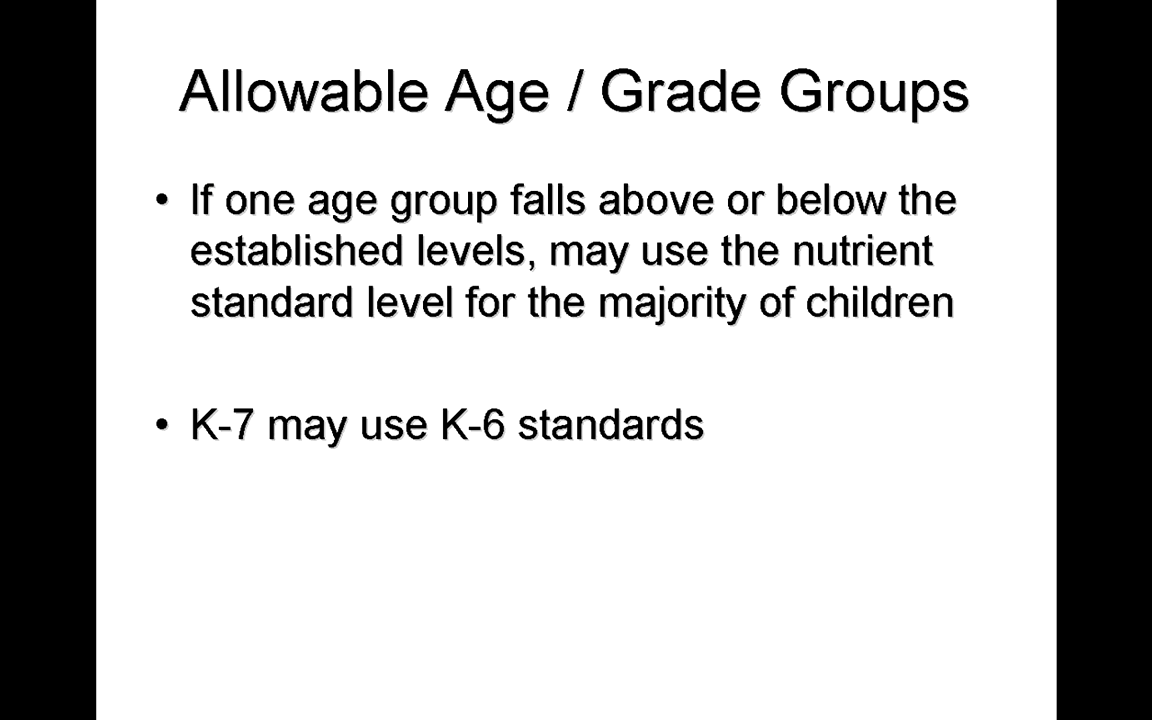 Allowable Age / Grade Groups
• If one age group falls above or below the
established levels, may use the nutrient
standard level for the majority of children
• K-7 may use K-6 standards